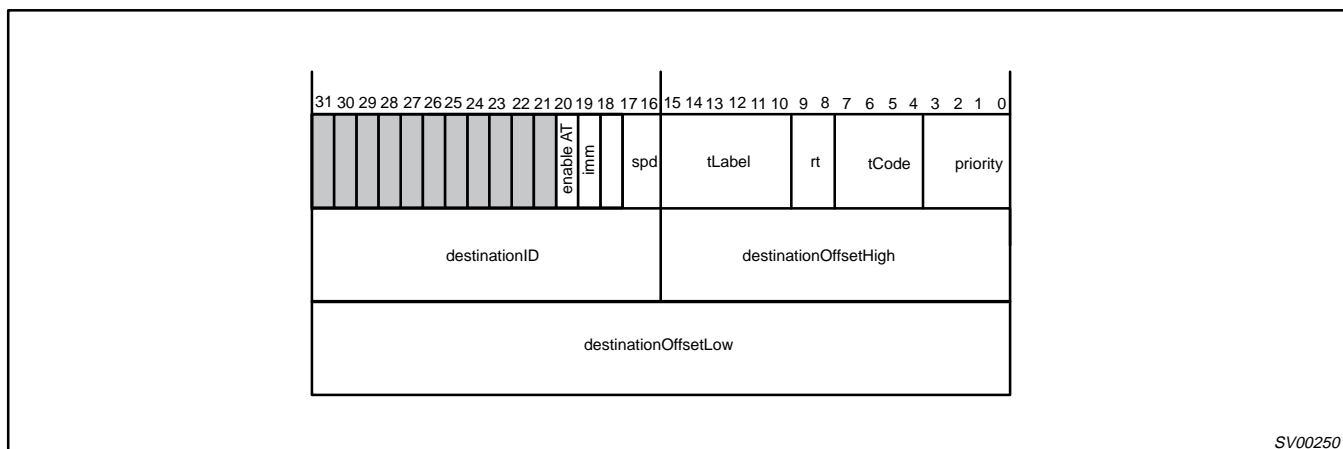 31 30 29 28 27 26 25 24 23 22 21 20 19 18 17 16 15 14 13 12 11 10 9 8 7 6 5 4 3 2 1 0
enable AT imm spd tLabel rt tCode priority
destinationID destinationOffsetHigh
destinationOffsetLow
SV00250